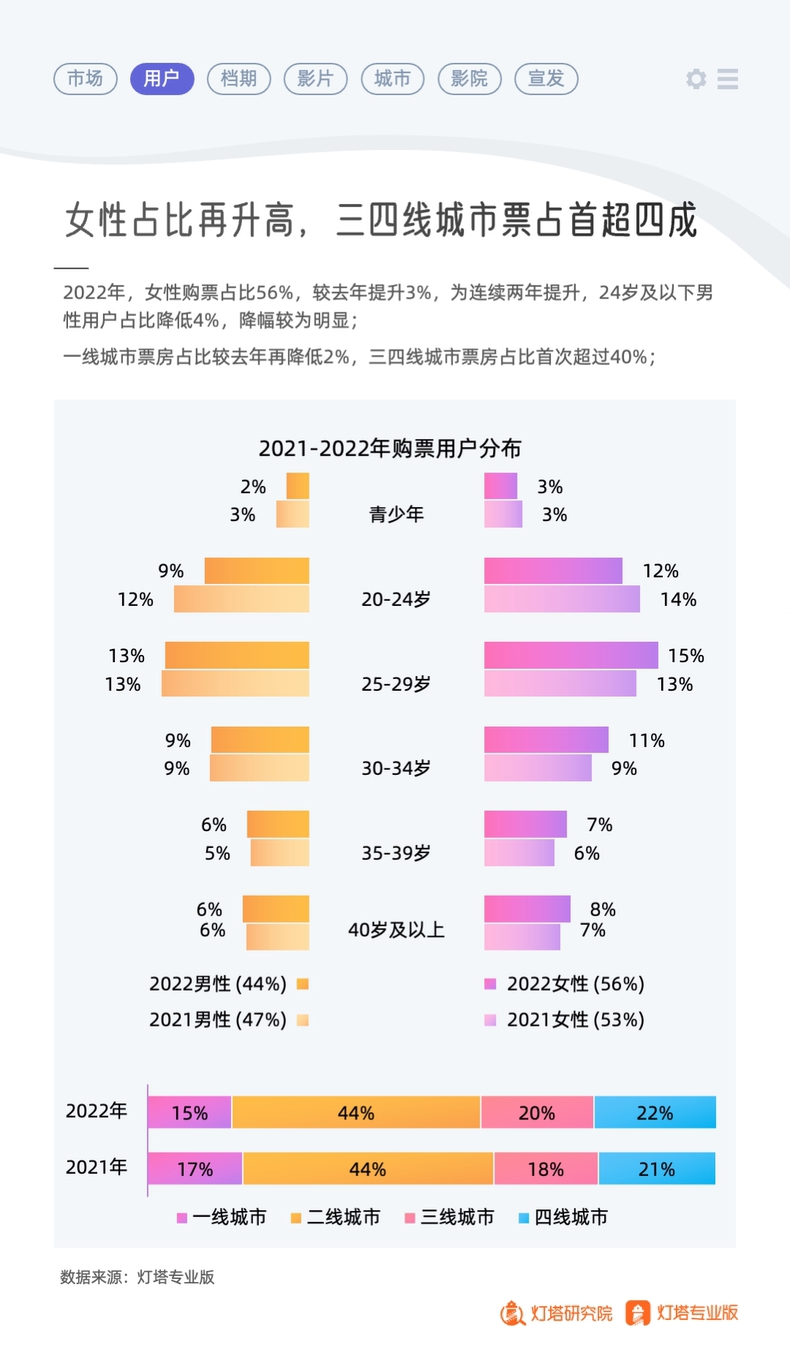 市场 用户 档期 影片 城市 影院 宣发
女性占比再升高，三四线城市票占首超四成
2022年，女性购票占比56%，较去年提升3%，为连续两年提升，24岁及以下男
性用户占比降低4%，降幅较为明显；
一线城市票房占比较去年再降低2%，三四线城市票房占比首次超过40%；
2021-2022年购票用户分布
2% 3%
3% 青少年 3%
9% 12%
12% 20-24岁 14%
13% 15%
13% 25-29岁 13%
9% 11%
9% 30-34岁 9%
6% 7%
5% 35-39岁 6%
6% 8%
6% 40岁及以上 7%
2022男性 (44%) 2022女性 (56%)
2021男性 (47%) 2021女性 (53%)
2022年 15% 44% 20% 22%
2021年 17% 44% 18% 21%
一线城市 二线城市 三线城市 四线城市
数据来源：灯塔专业版
灯塔研究院 灯塔专业版